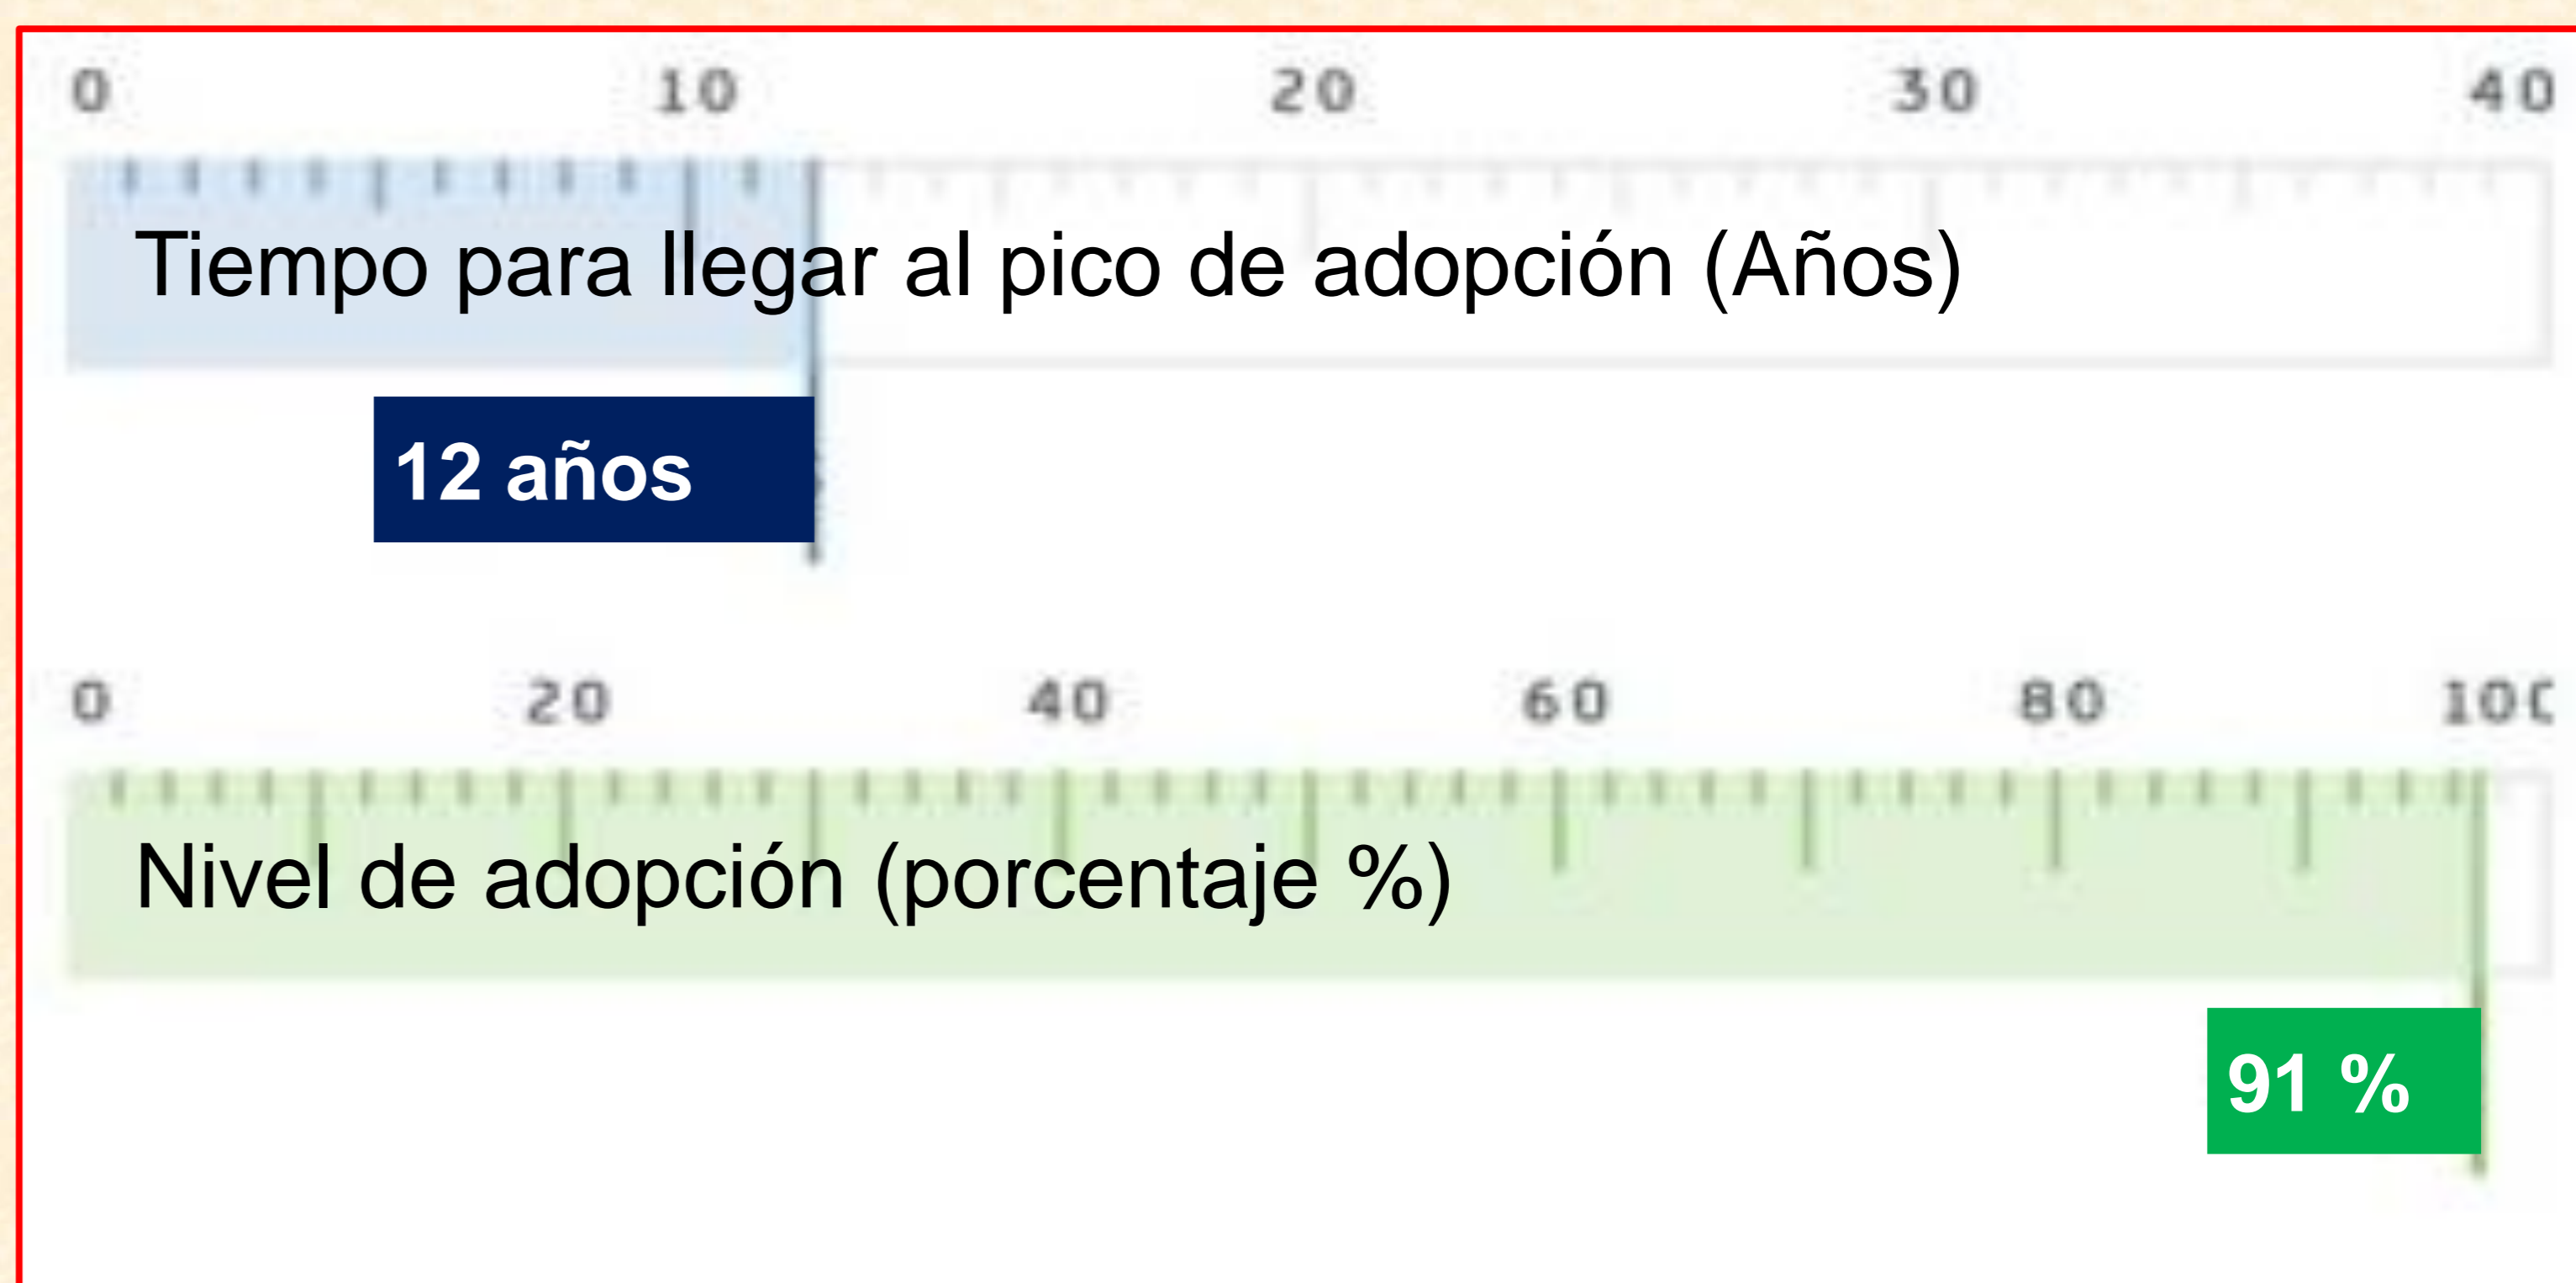 0 10 20 30 40
Tiempo para llegar al pico de adopción (Años)
12 años
0 20 40 60 80 100
Nivel de adopción (porcentaje %)
91 %